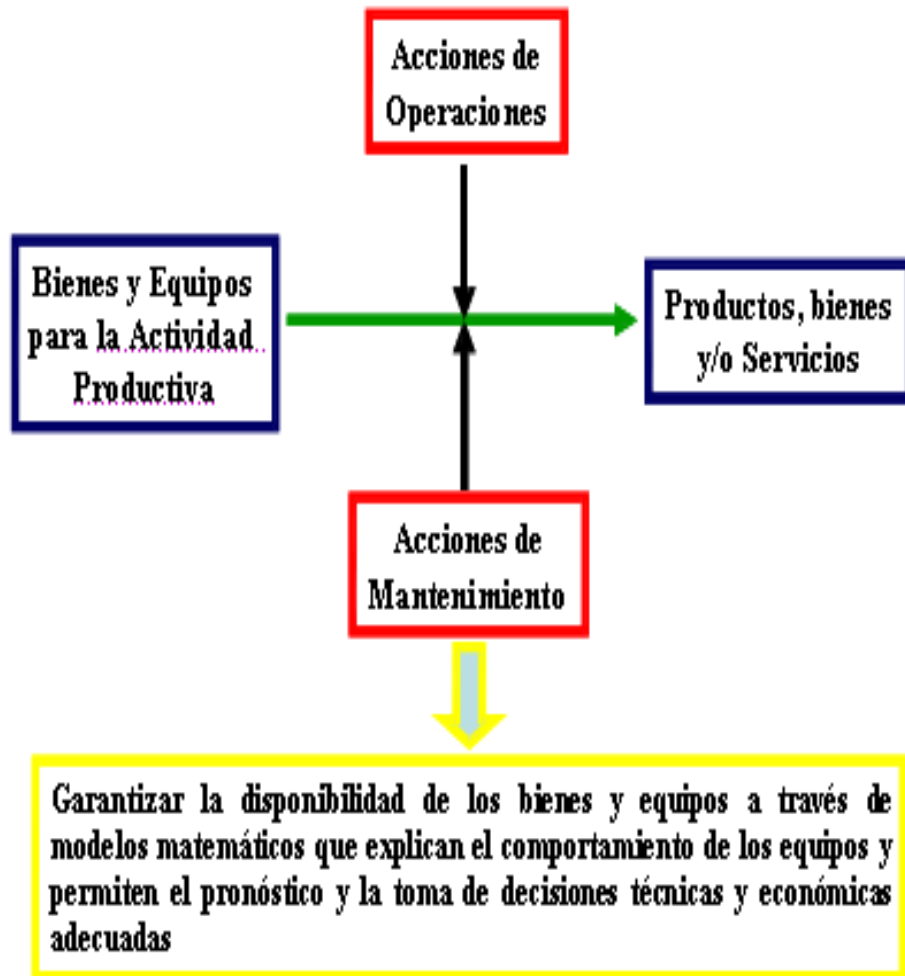 Acciones de
Operaciones
Bienes y Equipos
para la Actividad
Productiva
Productos, bienes
y/o Servicios
Acciones de
Mantenimiento
Garantizar la disponibilidad de los bienes y equipos a través de
modelos matemáticos que explican el comportamiento de los equipos y
permiten el pronóstico y la toma de decisiones técnicas y económicas
adecuadas